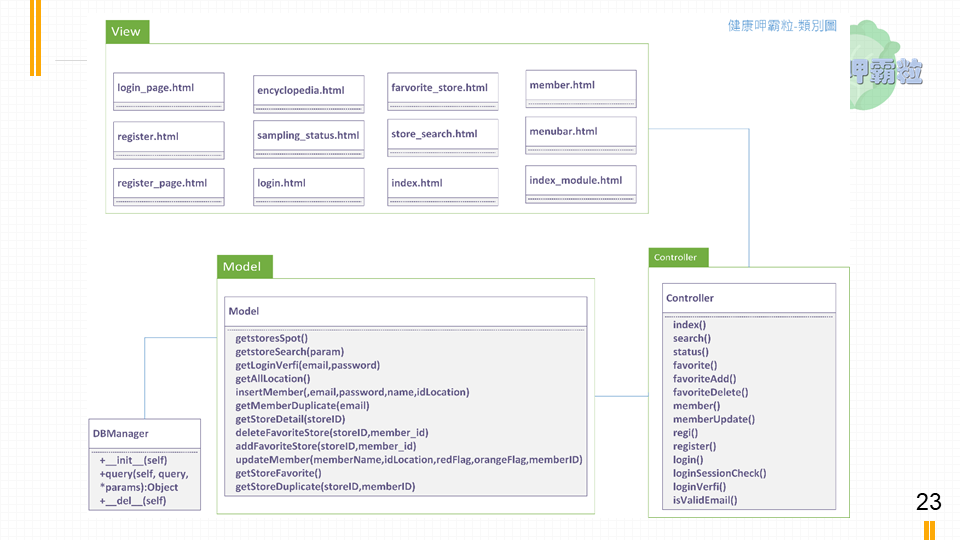 健康呷霸粒-類別圖
呷霸粒
View
login_page.html
encyclopedia.html
farvorite_store.html
member.html
register.html
sampling_status.html
store_search.html
menubar.html
register_page.html
login.html
index.html
index_module.html
Model
Model
getstoresSpot()
getstoreSearch(param)
getLoginVerfi(email,password)
getAllLocation()
insertMember(,email,password,name,idLocation)
getMemberDuplicate(email)
getStoreDetail(storeID)
deleteFavoriteStore(storeID,member_id)
addFavoriteStore(storeID,member_id)
updateMember(memberName,idLocation,redFlag,orangeFlag,memberID)
getStoreFavorite()
getStoreDuplicate(storeID,memberID)
Controller
Controller
index()
search()
status()
favorite()
favoriteAdd()
favoriteDelete()
member()
memberUpdate()
regi()
register()
login()
loginSessionCheck()
loginVerfi()
isValidEmail()
DBManager
+__init__(self)
+query(self, query,
*params):Object
+__del__(self)
23